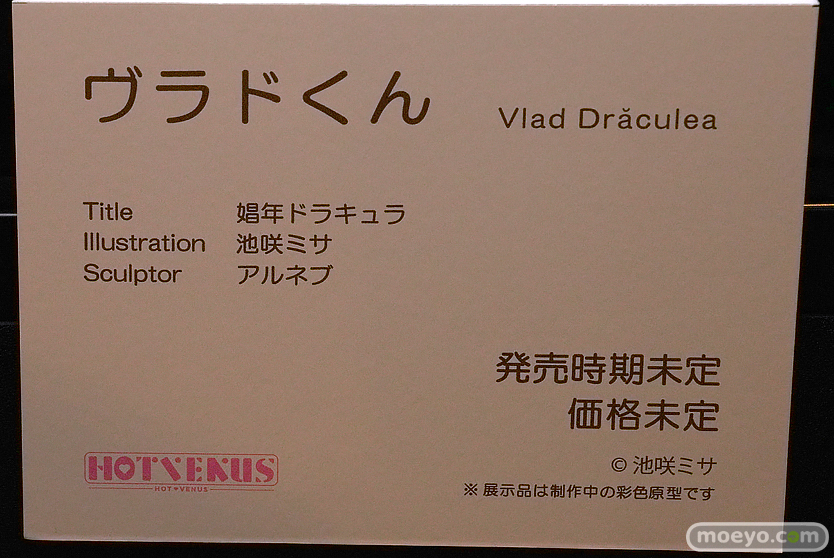 ヴラドくん Vlad Drăculea
Title 娼年ドラキュラ
Illustration 池咲ミサ
Sculptor アルネブ
発売時期未定
価格未定
© 池咲ミサ
HOTVENUS
HOT♥VENUS
※ 展示品は制作中の彩色原型です
moeyo.com